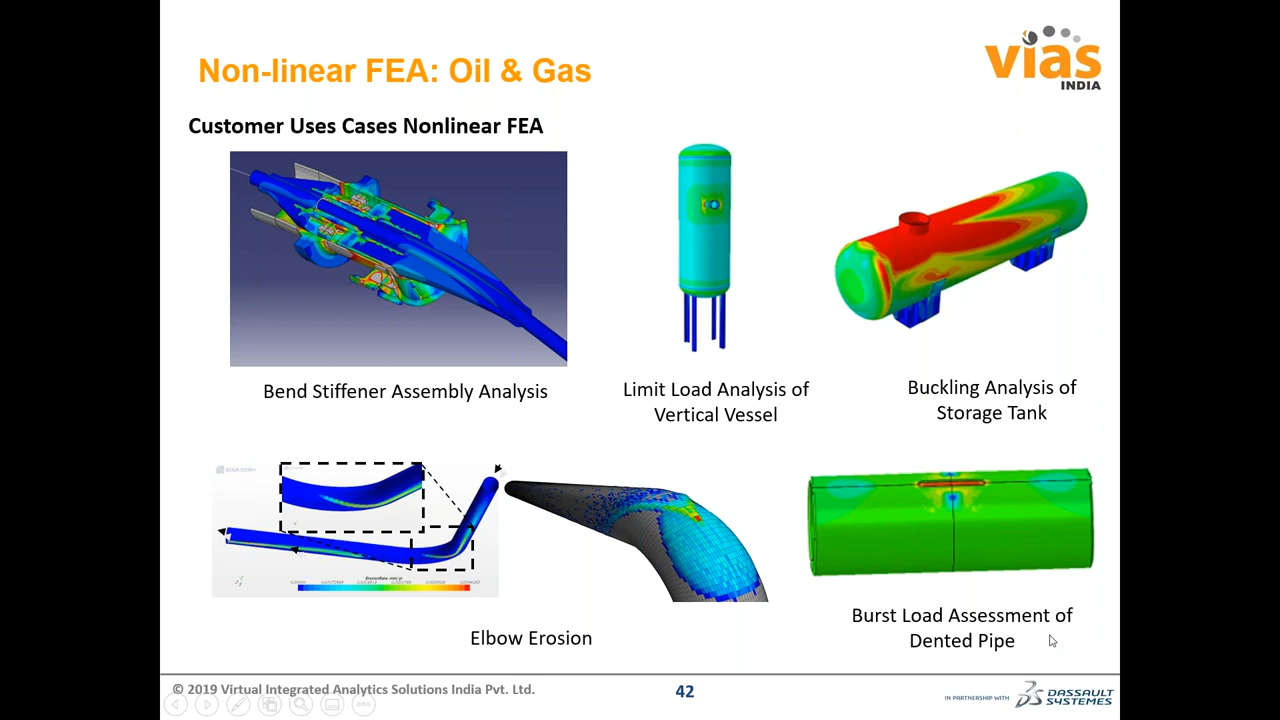 Non-linear FEA: Oil & Gas
vias
INDIA
Customer Uses Cases Nonlinear FEA
Bend Stiffener Assembly Analysis
Limit Load Analysis of
Vertical Vessel
Buckling Analysis of
Storage Tank
Elbow Erosion
Burst Load Assessment of
Dented Pipe
© 2019 Virtual Integrated Analytics Solutions India Pvt. Ltd.
42
IN PARTNERSHIP WITH
DASSAULT
SYSTEMES